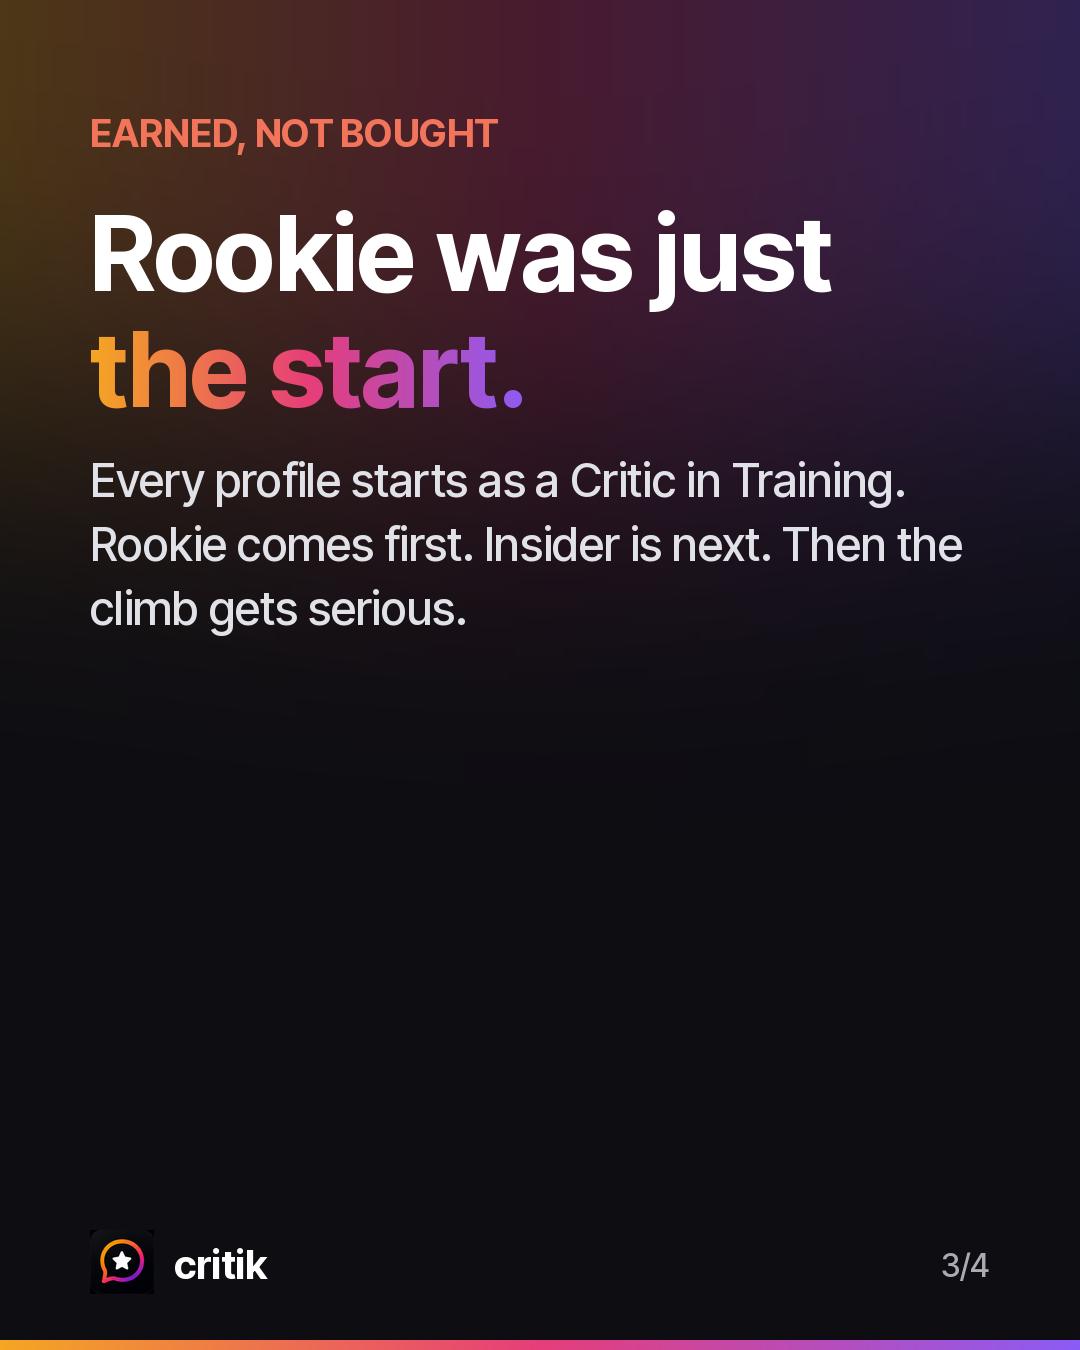 EARNED, NOT BOUGHT
Rookie was just
the start.
Every profile starts as a Critic in Training.
Rookie comes first. Insider is next. Then the
climb gets serious.
critik
3/4